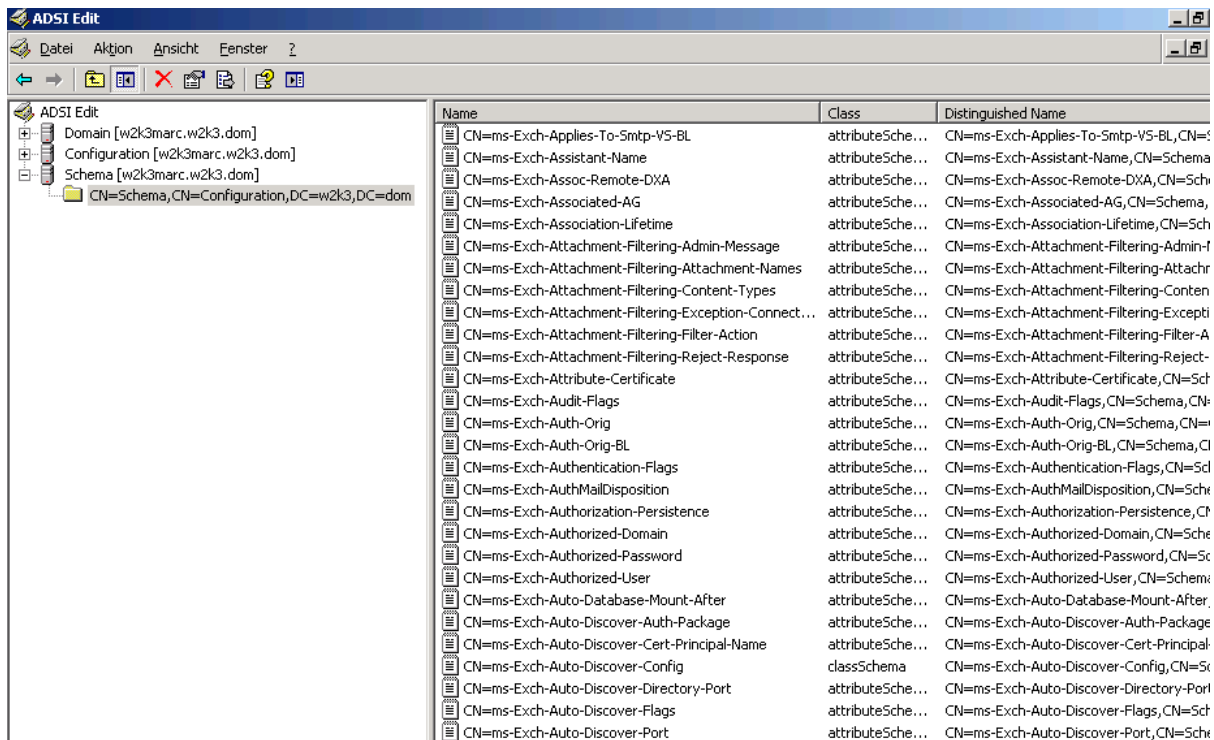 ADSI Edit
Datei Aktion Ansicht Fenster ?
ADSI Edit
Domain [w2k3marc.w2k3.dom]
Configuration [w2k3marc.w2k3.dom]
Schema [w2k3marc.w2k3.dom]
CN=Schema,CN=Configuration,DC=w2k3,DC=dom
Name Class Distinguished Name
CN=ms-Exch-Applies-To-Smtp-VS-BL attributeSche... CN=ms-Exch-Applies-To-Smtp-VS-BL,CN=S
CN=ms-Exch-Assistant-Name attributeSche... CN=ms-Exch-Assistant-Name,CN=Schema
CN=ms-Exch-Assoc-Remote-DXA attributeSche... CN=ms-Exch-Assoc-Remote-DXA,CN=Sche
CN=ms-Exch-Associated-AG attributeSche... CN=ms-Exch-Associated-AG,CN=Schema,
CN=ms-Exch-Association-Lifetime attributeSche... CN=ms-Exch-Association-Lifetime,CN=Sch
CN=ms-Exch-Attachment-Filtering-Admin-Message attributeSche... CN=ms-Exch-Attachment-Filtering-Admin-M
CN=ms-Exch-Attachment-Filtering-Attachment-Names attributeSche... CN=ms-Exch-Attachment-Filtering-Attachm
CN=ms-Exch-Attachment-Filtering-Content-Types attributeSche... CN=ms-Exch-Attachment-Filtering-Conten
CN=ms-Exch-Attachment-Filtering-Exception-Connect... attributeSche... CN=ms-Exch-Attachment-Filtering-Excepti
CN=ms-Exch-Attachment-Filtering-Filter-Action attributeSche... CN=ms-Exch-Attachment-Filtering-Filter-A
CN=ms-Exch-Attachment-Filtering-Reject-Response attributeSche... CN=ms-Exch-Attachment-Filtering-Reject-
CN=ms-Exch-Attribute-Certificate attributeSche... CN=ms-Exch-Attribute-Certificate,CN=Sch
CN=ms-Exch-Audit-Flags attributeSche... CN=ms-Exch-Audit-Flags,CN=Schema,CN=
CN=ms-Exch-Auth-Orig attributeSche... CN=ms-Exch-Auth-Orig,CN=Schema,CN=
CN=ms-Exch-Auth-Orig-BL attributeSche... CN=ms-Exch-Auth-Orig-BL,CN=Schema,C
CN=ms-Exch-Authentication-Flags attributeSche... CN=ms-Exch-Authentication-Flags,CN=Sc
CN=ms-Exch-AuthMailDisposition attributeSche... CN=ms-Exch-AuthMailDisposition,CN=Sche
CN=ms-Exch-Authorization-Persistence attributeSche... CN=ms-Exch-Authorization-Persistence,CN
CN=ms-Exch-Authorized-Domain attributeSche... CN=ms-Exch-Authorized-Domain,CN=Sche
CN=ms-Exch-Authorized-Password attributeSche... CN=ms-Exch-Authorized-Password,CN=Sc
CN=ms-Exch-Authorized-User attributeSche... CN=ms-Exch-Authorized-User,CN=Schema
CN=ms-Exch-Auto-Database-Mount-After attributeSche... CN=ms-Exch-Auto-Database-Mount-After,
CN=ms-Exch-Auto-Discover-Auth-Package attributeSche... CN=ms-Exch-Auto-Discover-Auth-Package
CN=ms-Exch-Auto-Discover-Cert-Principal-Name attributeSche... CN=ms-Exch-Auto-Discover-Cert-Principal-
CN=ms-Exch-Auto-Discover-Config classSchema CN=ms-Exch-Auto-Discover-Config,CN=Sc
CN=ms-Exch-Auto-Discover-Directory-Port attributeSche... CN=ms-Exch-Auto-Discover-Directory-Port
CN=ms-Exch-Auto-Discover-Flags attributeSche... CN=ms-Exch-Auto-Discover-Flags,CN=Sch
CN=ms-Exch-Auto-Discover-Port attributeSche... CN=ms-Exch-Auto-Discover-Port,CN=Sche